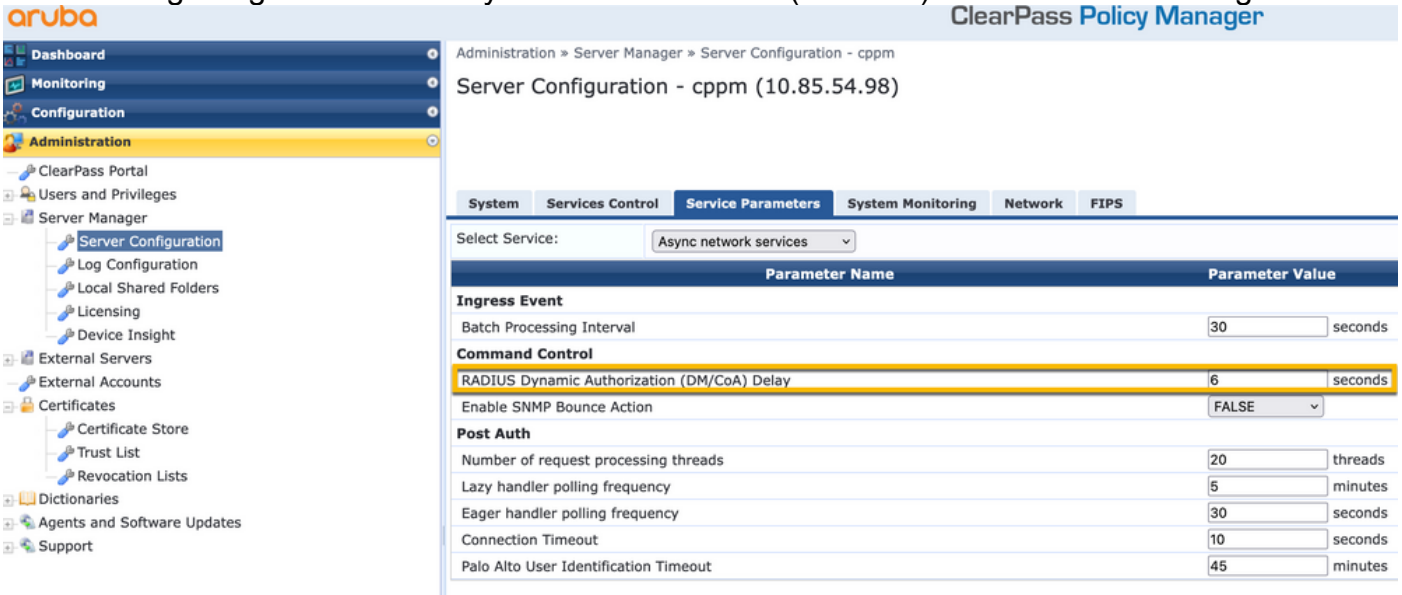 aruba
ClearPass Policy Manager
Dashboard
Monitoring
Configuration
Administration
ClearPass Portal
Users and Privileges
Server Manager
Server Configuration
Log Configuration
Local Shared Folders
Licensing
Device Insight
External Servers
External Accounts
Certificates
Certificate Store
Trust List
Revocation Lists
Dictionaries
Agents and Software Updates
Support
Administration » Server Manager » Server Configuration - cppm
Server Configuration - cppm (10.85.54.98)
System Services Control Service Parameters System Monitoring Network FIPS
Select Service: Async network services
Parameter Name Parameter Value
Ingress Event
Batch Processing Interval 30 seconds
Command Control
RADIUS Dynamic Authorization (DM/CoA) Delay 6 seconds
Enable SNMP Bounce Action FALSE
Post Auth
Number of request processing threads 20 threads
Lazy handler polling frequency 5 minutes
Eager handler polling frequency 30 seconds
Connection Timeout 10 seconds
Palo Alto User Identification Timeout 45 minutes